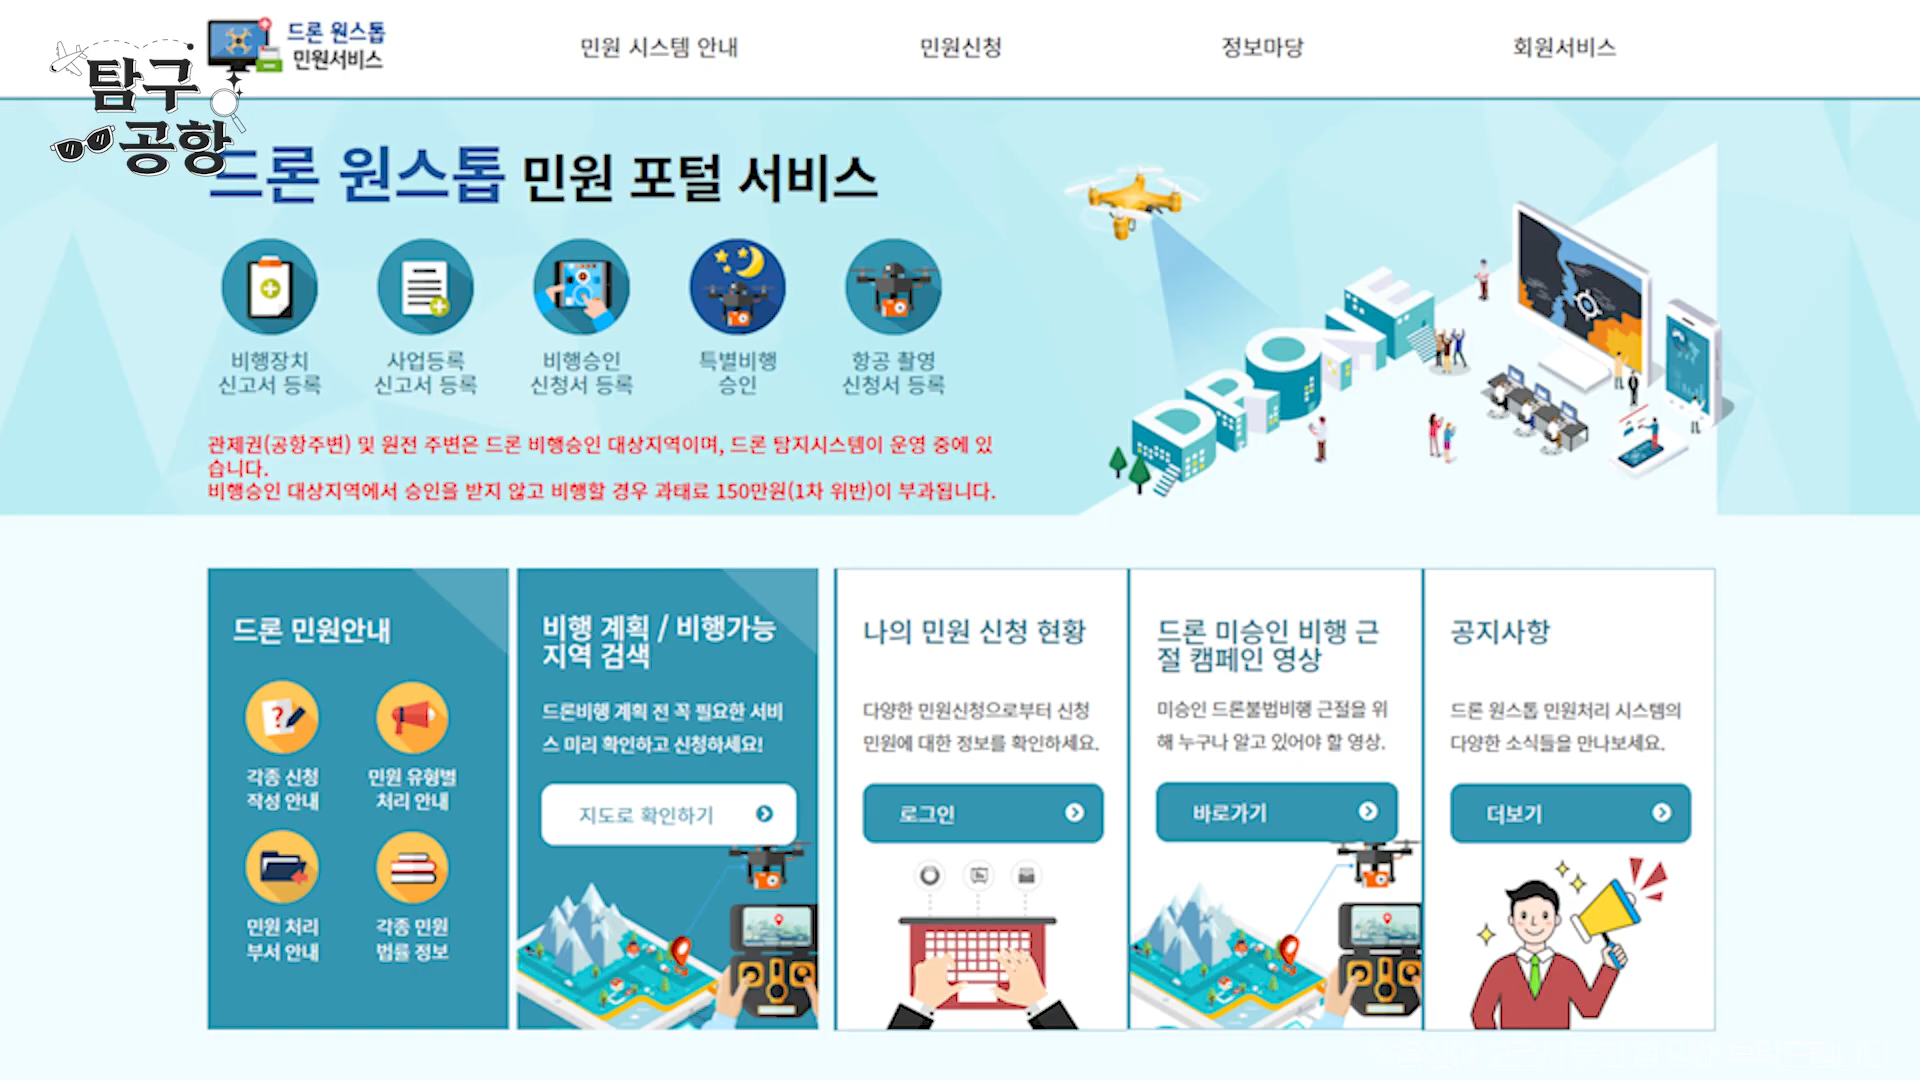 탐구
공항
드론 원스톱
민원서비스
민원 시스템 안내
민원신청
정보마당
회원서비스
드론 원스톱 민원 포털 서비스
비행장치
신고서 등록
사업등록
신고서 등록
비행승인
신청서 등록
특별비행
승인
항공 촬영
신청서 등록
관제권(공항주변) 및 원전 주변은 드론 비행승인 대상지역이며, 드론 탐지시스템이 운영 중에 있
습니다.
비행승인 대상지역에서 승인을 받지 않고 비행할 경우 과태료 150만원(1차 위반)이 부과됩니다.
DRONE
드론 민원안내
각종 신청
작성 안내
민원 유형별
처리 안내
민원 처리
부서 안내
각종 민원
법률 정보
비행 계획 / 비행가능
지역 검색
드론비행 계획 전 꼭 필요한 서비
스 미리 확인하고 신청하세요!
지도로 확인하기
나의 민원 신청 현황
다양한 민원신청으로부터 신청
민원에 대한 정보를 확인하세요.
로그인
드론 미승인 비행 근
절 캠페인 영상
미승인 드론불법비행 근절을 위
해 누구나 알고 있어야 할 영상.
바로가기
공지사항
드론 원스톱 민원처리 시스템의
다양한 소식들을 만나보세요.
더보기